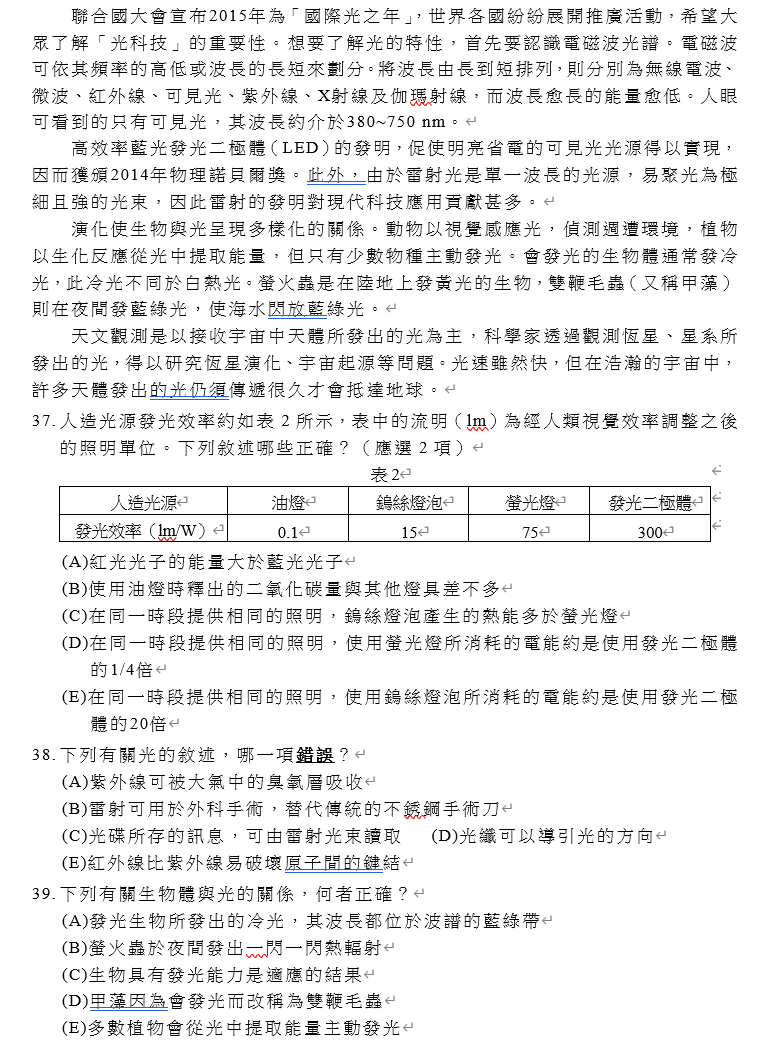 聯合國大會宣布2015年為「國際光之年」，世界各國紛紛展開推廣活動，希望大
眾了解「光科技」的重要性。想要了解光的特性，首先要認識電磁波光譜。電磁波
可依其頻率的高低或波長的長短來劃分。將波長由長到短排列，則分別為無線電波、
微波、紅外線、可見光、紫外線、X射線及伽瑪射線，而波長愈長的能量愈低。人眼
可看到的只有可見光，其波長約介於380~750 nm。
高效率藍光發光二極體（LED）的發明，促使明亮省電的可見光光源得以實現，
因而獲頒2014年物理諾貝爾獎。此外，由於雷射光是單一波長的光源，易聚光為極
細且強的光束，因此雷射的發明對現代科技應用貢獻甚多。
演化使生物與光呈現多樣化的關係。動物以視覺感應光，偵測週遭環境，植物
以生化反應從光中提取能量，但只有少數物種主動發光。會發光的生物體通常發冷
光，此冷光不同於白熱光。螢火蟲是在陸地上發黃光的生物，雙鞭毛蟲（又稱甲藻）
則在夜間發藍綠光，使海水閃放藍綠光。
天文觀測是以接收宇宙中天體所發出的光為主，科學家透過觀測恆星、星系所
發出的光，得以研究恆星演化、宇宙起源等問題。光速雖然快，但在浩瀚的宇宙中，
許多天體發出的光仍須傳遞很久才會抵達地球。
37.人造光源發光效率約如表 2 所示，表中的流明（lm）為經人類視覺效率調整之後
的照明單位。下列敘述哪些正確？（應選 2 項）
表2
人造光源 油燈 鎢絲燈泡 螢光燈 發光二極體
發光效率（lm/W） 0.1 15 75 300
(A)紅光光子的能量大於藍光光子
(B)使用油燈時釋出的二氧化碳量與其他燈具差不多
(C)在同一時段提供相同的照明，鎢絲燈泡產生的熱能多於螢光燈
(D)在同一時段提供相同的照明，使用螢光燈所消耗的電能約是使用發光二極體
的1/4倍
(E)在同一時段提供相同的照明，使用鎢絲燈泡所消耗的電能約是使用發光二極
體的20倍
38.下列有關光的敘述，哪一項錯誤？
(A)紫外線可被大氣中的臭氧層吸收
(B)雷射可用於外科手術，替代傳統的不銹鋼手術刀
(C)光碟所存的訊息，可由雷射光束讀取 (D)光纖可以導引光的方向
(E)紅外線比紫外線易破壞原子間的鍵結
39.下列有關生物體與光的關係，何者正確？
(A)發光生物所發出的冷光，其波長都位於波譜的藍綠帶
(B)螢火蟲於夜間發出一閃一閃熱輻射
(C)生物具有發光能力是適應的結果
(D)甲藻因為會發光而改稱為雙鞭毛蟲
(E)多數植物會從光中提取能量主動發光